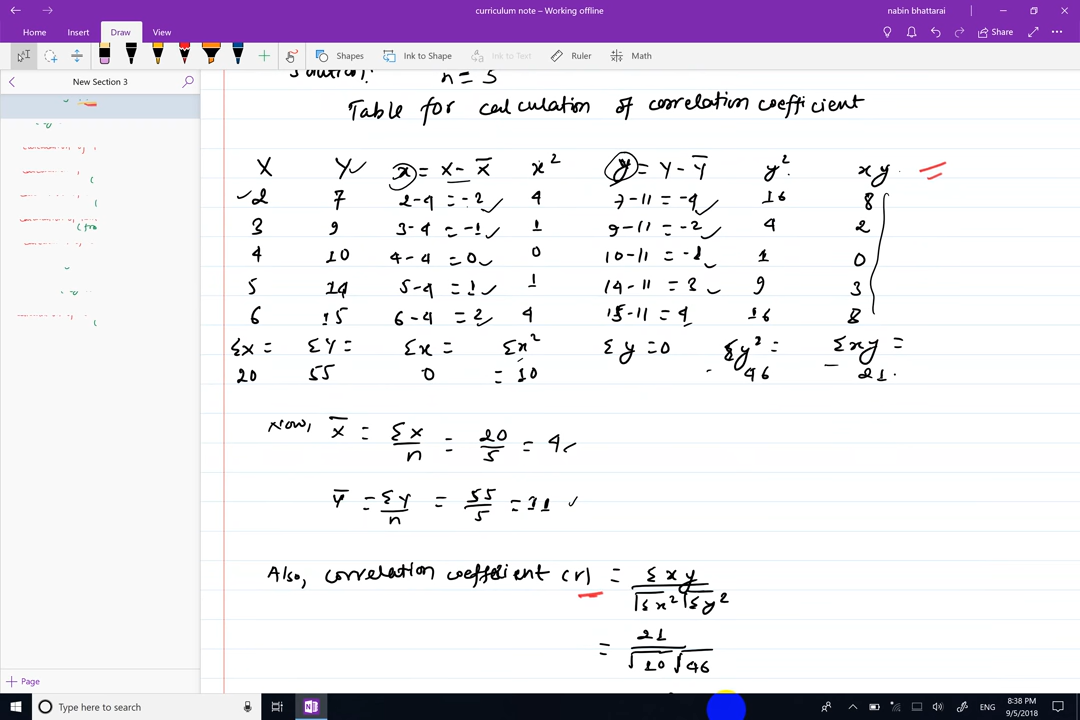 curriculum note – Working offline
nabin bhattarai
Home Insert Draw View
Share
Shapes Ink to Shape Ink to Text Ruler Math
New Section 3
Solution: n = 5
Table for calculation of correlation coefficient
X Y x = X - X̅ x² y = Y - Y̅ y² xy
2 7 2-4 = -2 4 7-11 = -4 16 8
3 9 3-4 = -1 1 9-11 = -2 4 2
4 10 4-4 = 0 0 10-11 = -1 1 0
5 14 5-4 = 1 1 14-11 = 3 9 3
6 15 6-4 = 2 4 15-11 = 4 16 8
Σx = ΣY = Σx = Σx² Σy = 0 Σy² = Σxy =
20 55 0 = 10 46 21
Now, X̅ = Σx/n = 20/5 = 4
Y̅ = ΣY/n = 55/5 = 11
Also, correlation coefficient (r) = Σxy / √Σx² √Σy²
= 21 / √10 √46
+ Page
Type here to search
8:38 PM
ENG
9/5/2018